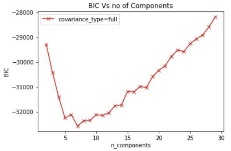 BIC Vs no of Components
covariance_type=full
BIC
-28000
-29000
-30000
-31000
-32000
5
10
15
20
25
30
n_components